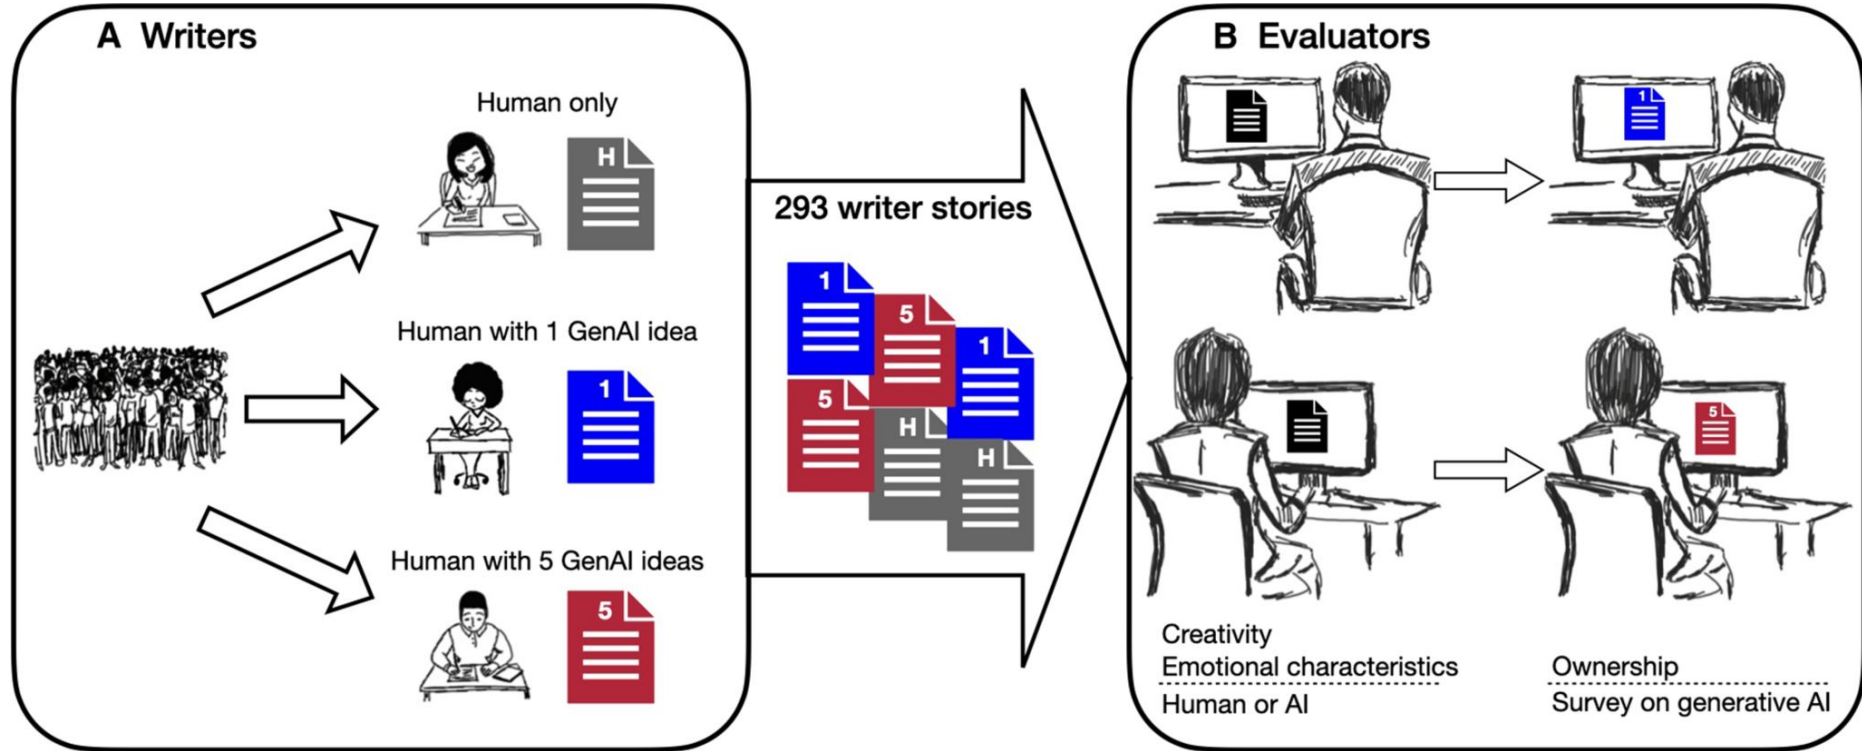 A Writers
Human only
H
Human with 1 GenAI idea
1
Human with 5 GenAI ideas
5
293 writer stories
1
5
1
5
H
H
B Evaluators
1
5
Creativity
Emotional characteristics
Human or AI
Ownership
Survey on generative AI